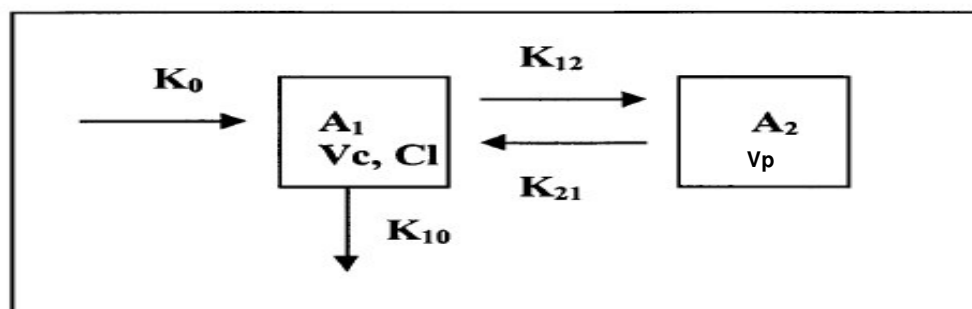 K₁₂
K₀
A₁
Vc, Cl
A₂
Vp
K₂₁
K₁₀